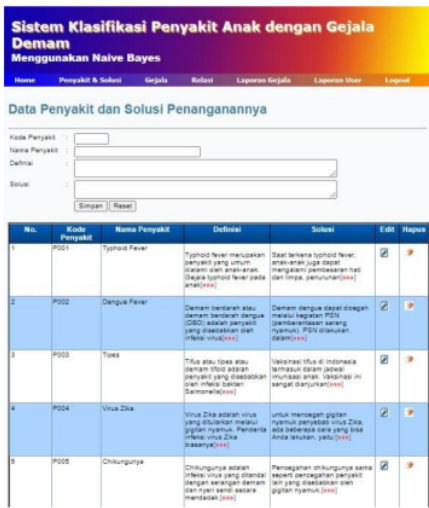 Sistem Klasifikasi Penyakit Anak dengan Gejala
Demam
Menggunakan Naive Bayes
Home Penyakit & Solusi Gejala Relasi Laporan Gejala Laporan User Logout
Data Penyakit dan Solusi Penanganannya
Kode Penyakit :
Nama Penyakit :
Definisi :
Solusi :
Simpan Reset
No. Kode Penyakit Nama Penyakit Definisi Solusi Edit Hapus
1 P001 Typhoid Fever
Typhoid fever merupakan
penyakit yang umum
dialami oleh anak-anak.
Gejala typhoid fever pada
anak[»»»]
Saat terkena typhoid fever,
anak-anak juga dapat
mengalami pembesaran hati
dan limpa, penurunan[»»»]
2 P002 Dengue Fever
Demam berdarah atau
demam berdarah dengue
(DBD) adalah penyakit
yang disebabkan oleh
infeksi virus[»»»]
Demam dengue dapat dicegah
melalui kegiatan PSN
(pemberantasan sarang
nyamuk). PSN dilakukan
dalam[»»»]
3 P003 Tipes
Tifus atau tipes atau
demam tifoid adalah
penyakit yang disebabkan
oleh infeksi bakteri
Salmonella[»»»]
Vaksinasi tifus di Indonesia
termasuk dalam jadwal
imunisasi anak. Vaksinasi ini
sangat dianjurkan[»»»]
4 P004 Virus Zika
Virus Zika adalah virus
yang ditularkan melalui
gigitan nyamuk. Penderita
infeksi virus Zika
biasanya[»»»]
untuk mencegah gigitan
nyamuk penyebab virus Zika,
ada beberapa cara yang bisa
Anda lakukan, yaitu:[»»»]
5 P005 Chikungunya
Chikungunya adalah
infeksi virus yang ditandai
dengan serangan demam
dan nyeri sendi secara
mendadak.[»»»]
Pencegahan chikungunya sama
seperti pencegahan penyakit
lain yang disebabkan oleh
gigitan nyamuk.[»»»]